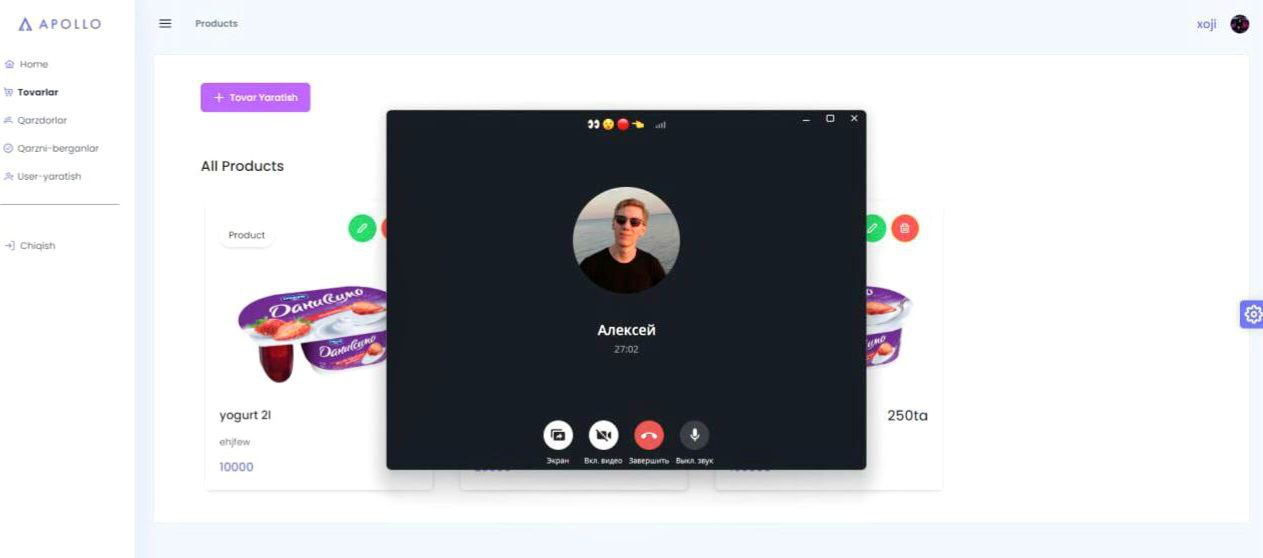 APOLLO
Products
xoji
Home
Tovarlar
Qarzdorlar
Qarzni-berganlar
User-yaratish
Chiqish
+ Tovar Yaratish
All Products
Product
Даниссимо
Даниссимо
yogurt 2l
ehjfew
10000
250ta
Алексей
27:02
Экран
Вкл. видео
Завершить
Выкл. звук